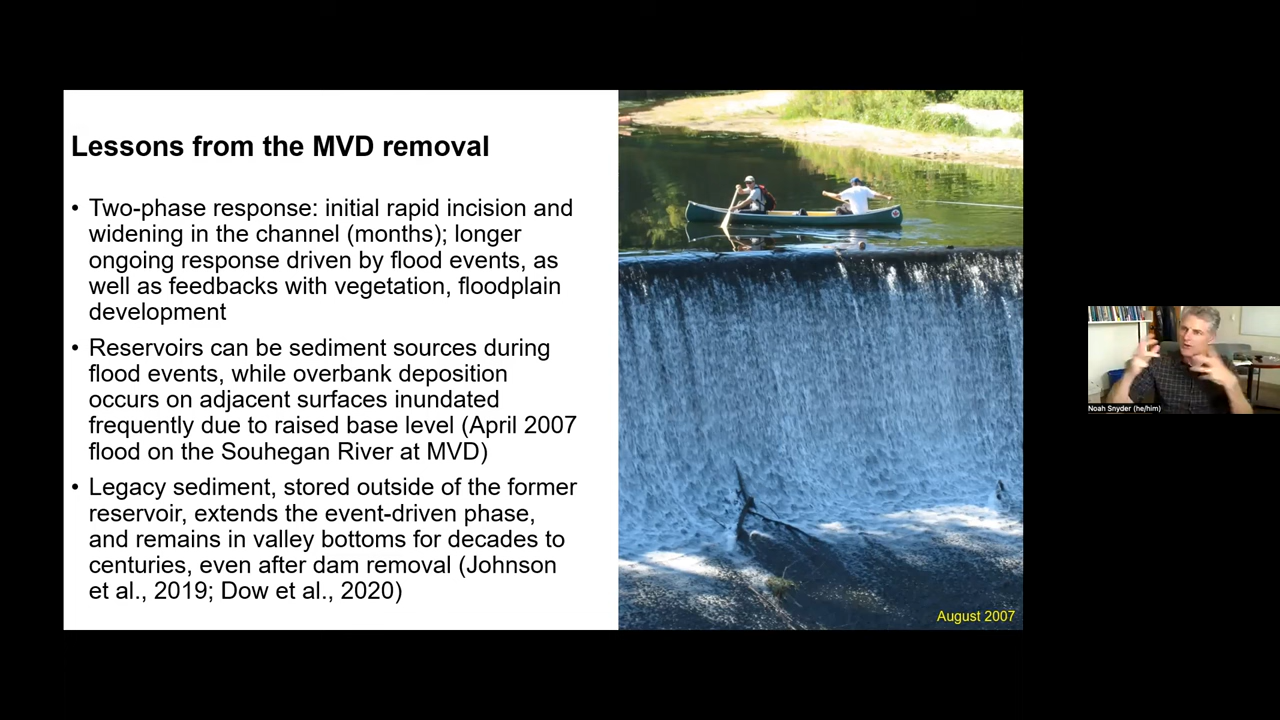 Lessons from the MVD removal
• Two-phase response: initial rapid incision and
widening in the channel (months); longer
ongoing response driven by flood events, as
well as feedbacks with vegetation, floodplain
development
• Reservoirs can be sediment sources during
flood events, while overbank deposition
occurs on adjacent surfaces inundated
frequently due to raised base level (April 2007
flood on the Souhegan River at MVD)
• Legacy sediment, stored outside of the former
reservoir, extends the event-driven phase,
and remains in valley bottoms for decades to
centuries, even after dam removal (Johnson
et al., 2019; Dow et al., 2020)
August 2007
Noah Snyder (he/him)